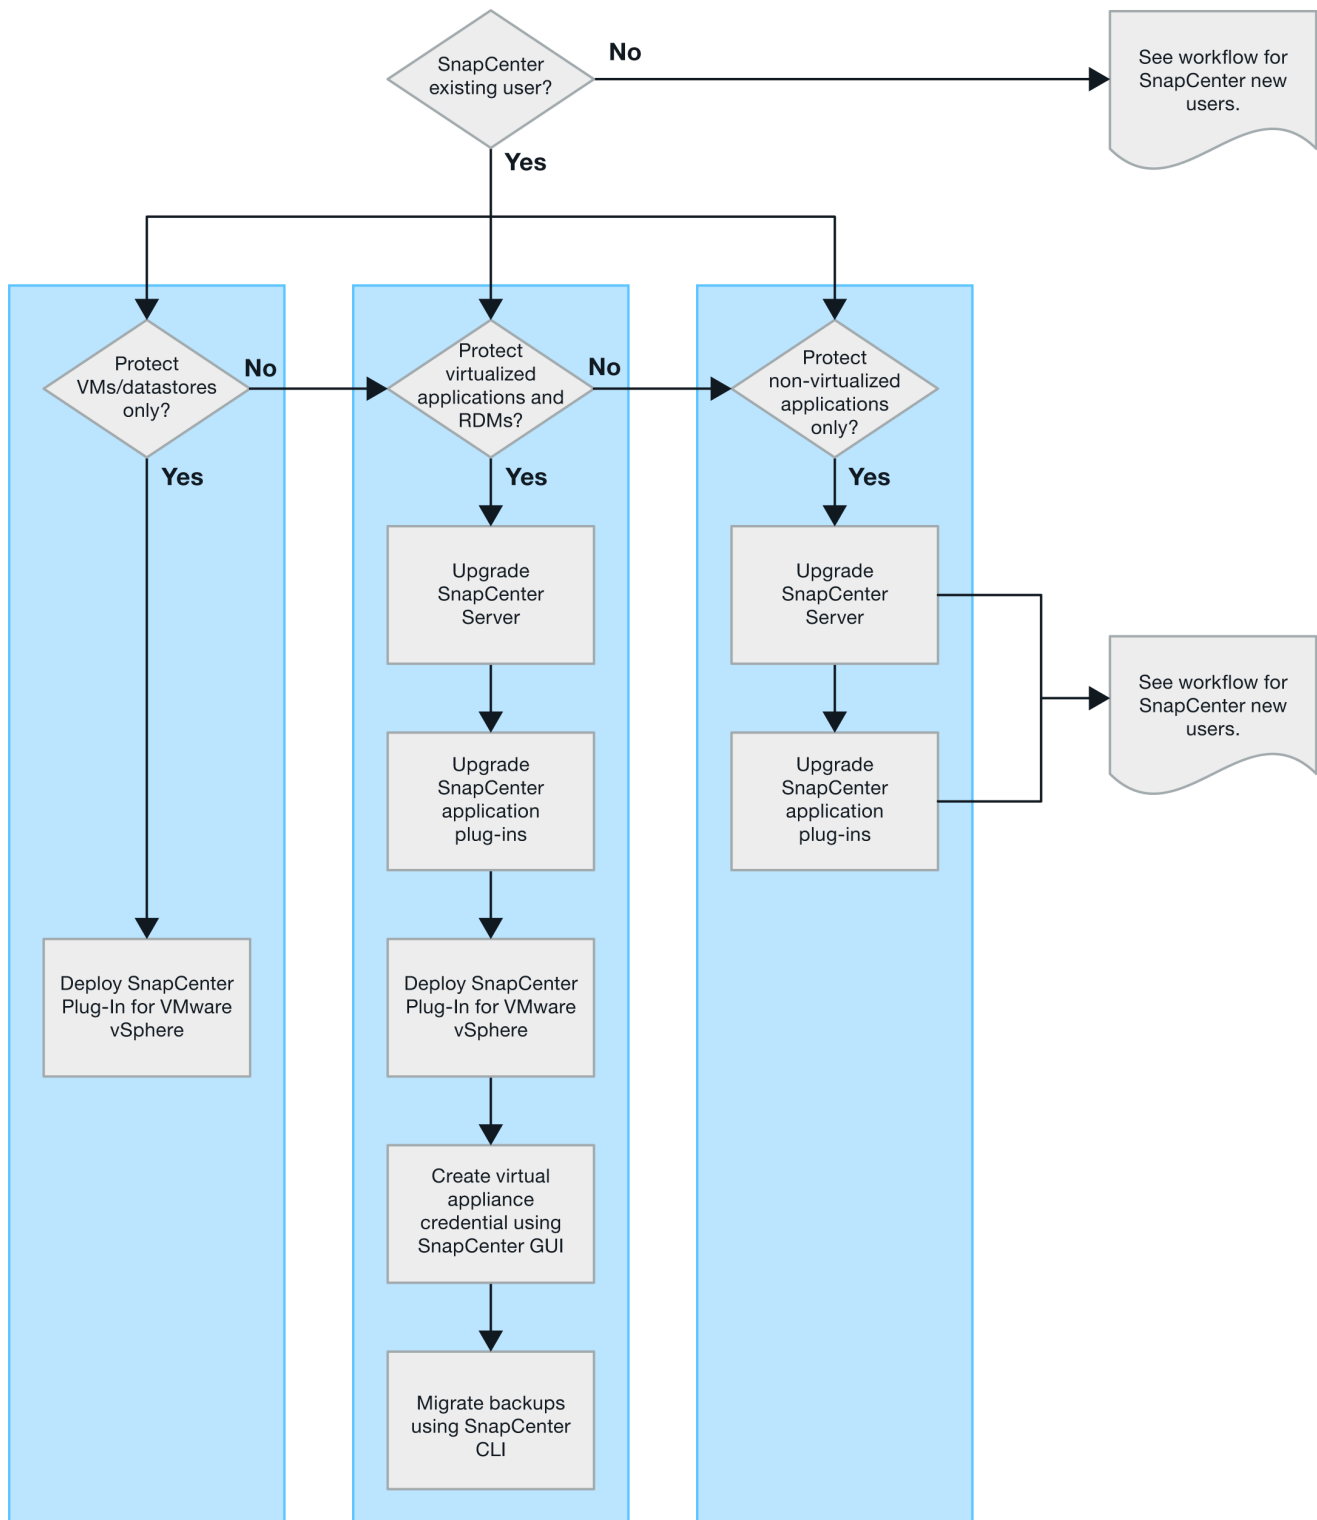 SnapCenter
existing user?
No
See workflow for
SnapCenter new
users.
Yes
Protect
VMs/datastores
only?
No
Yes
Protect
virtualized
applications and
RDMs?
No
Yes
Protect
non-virtualized
applications
only?
Yes
Upgrade
SnapCenter
Server
Upgrade
SnapCenter
Server
See workflow for
SnapCenter new
users.
Upgrade
SnapCenter
application
plug-ins
Upgrade
SnapCenter
application
plug-ins
Deploy SnapCenter
Plug-In for VMware
vSphere
Deploy SnapCenter
Plug-In for VMware
vSphere
Create virtual
appliance
credential using
SnapCenter GUI
Migrate backups
using SnapCenter
CLI